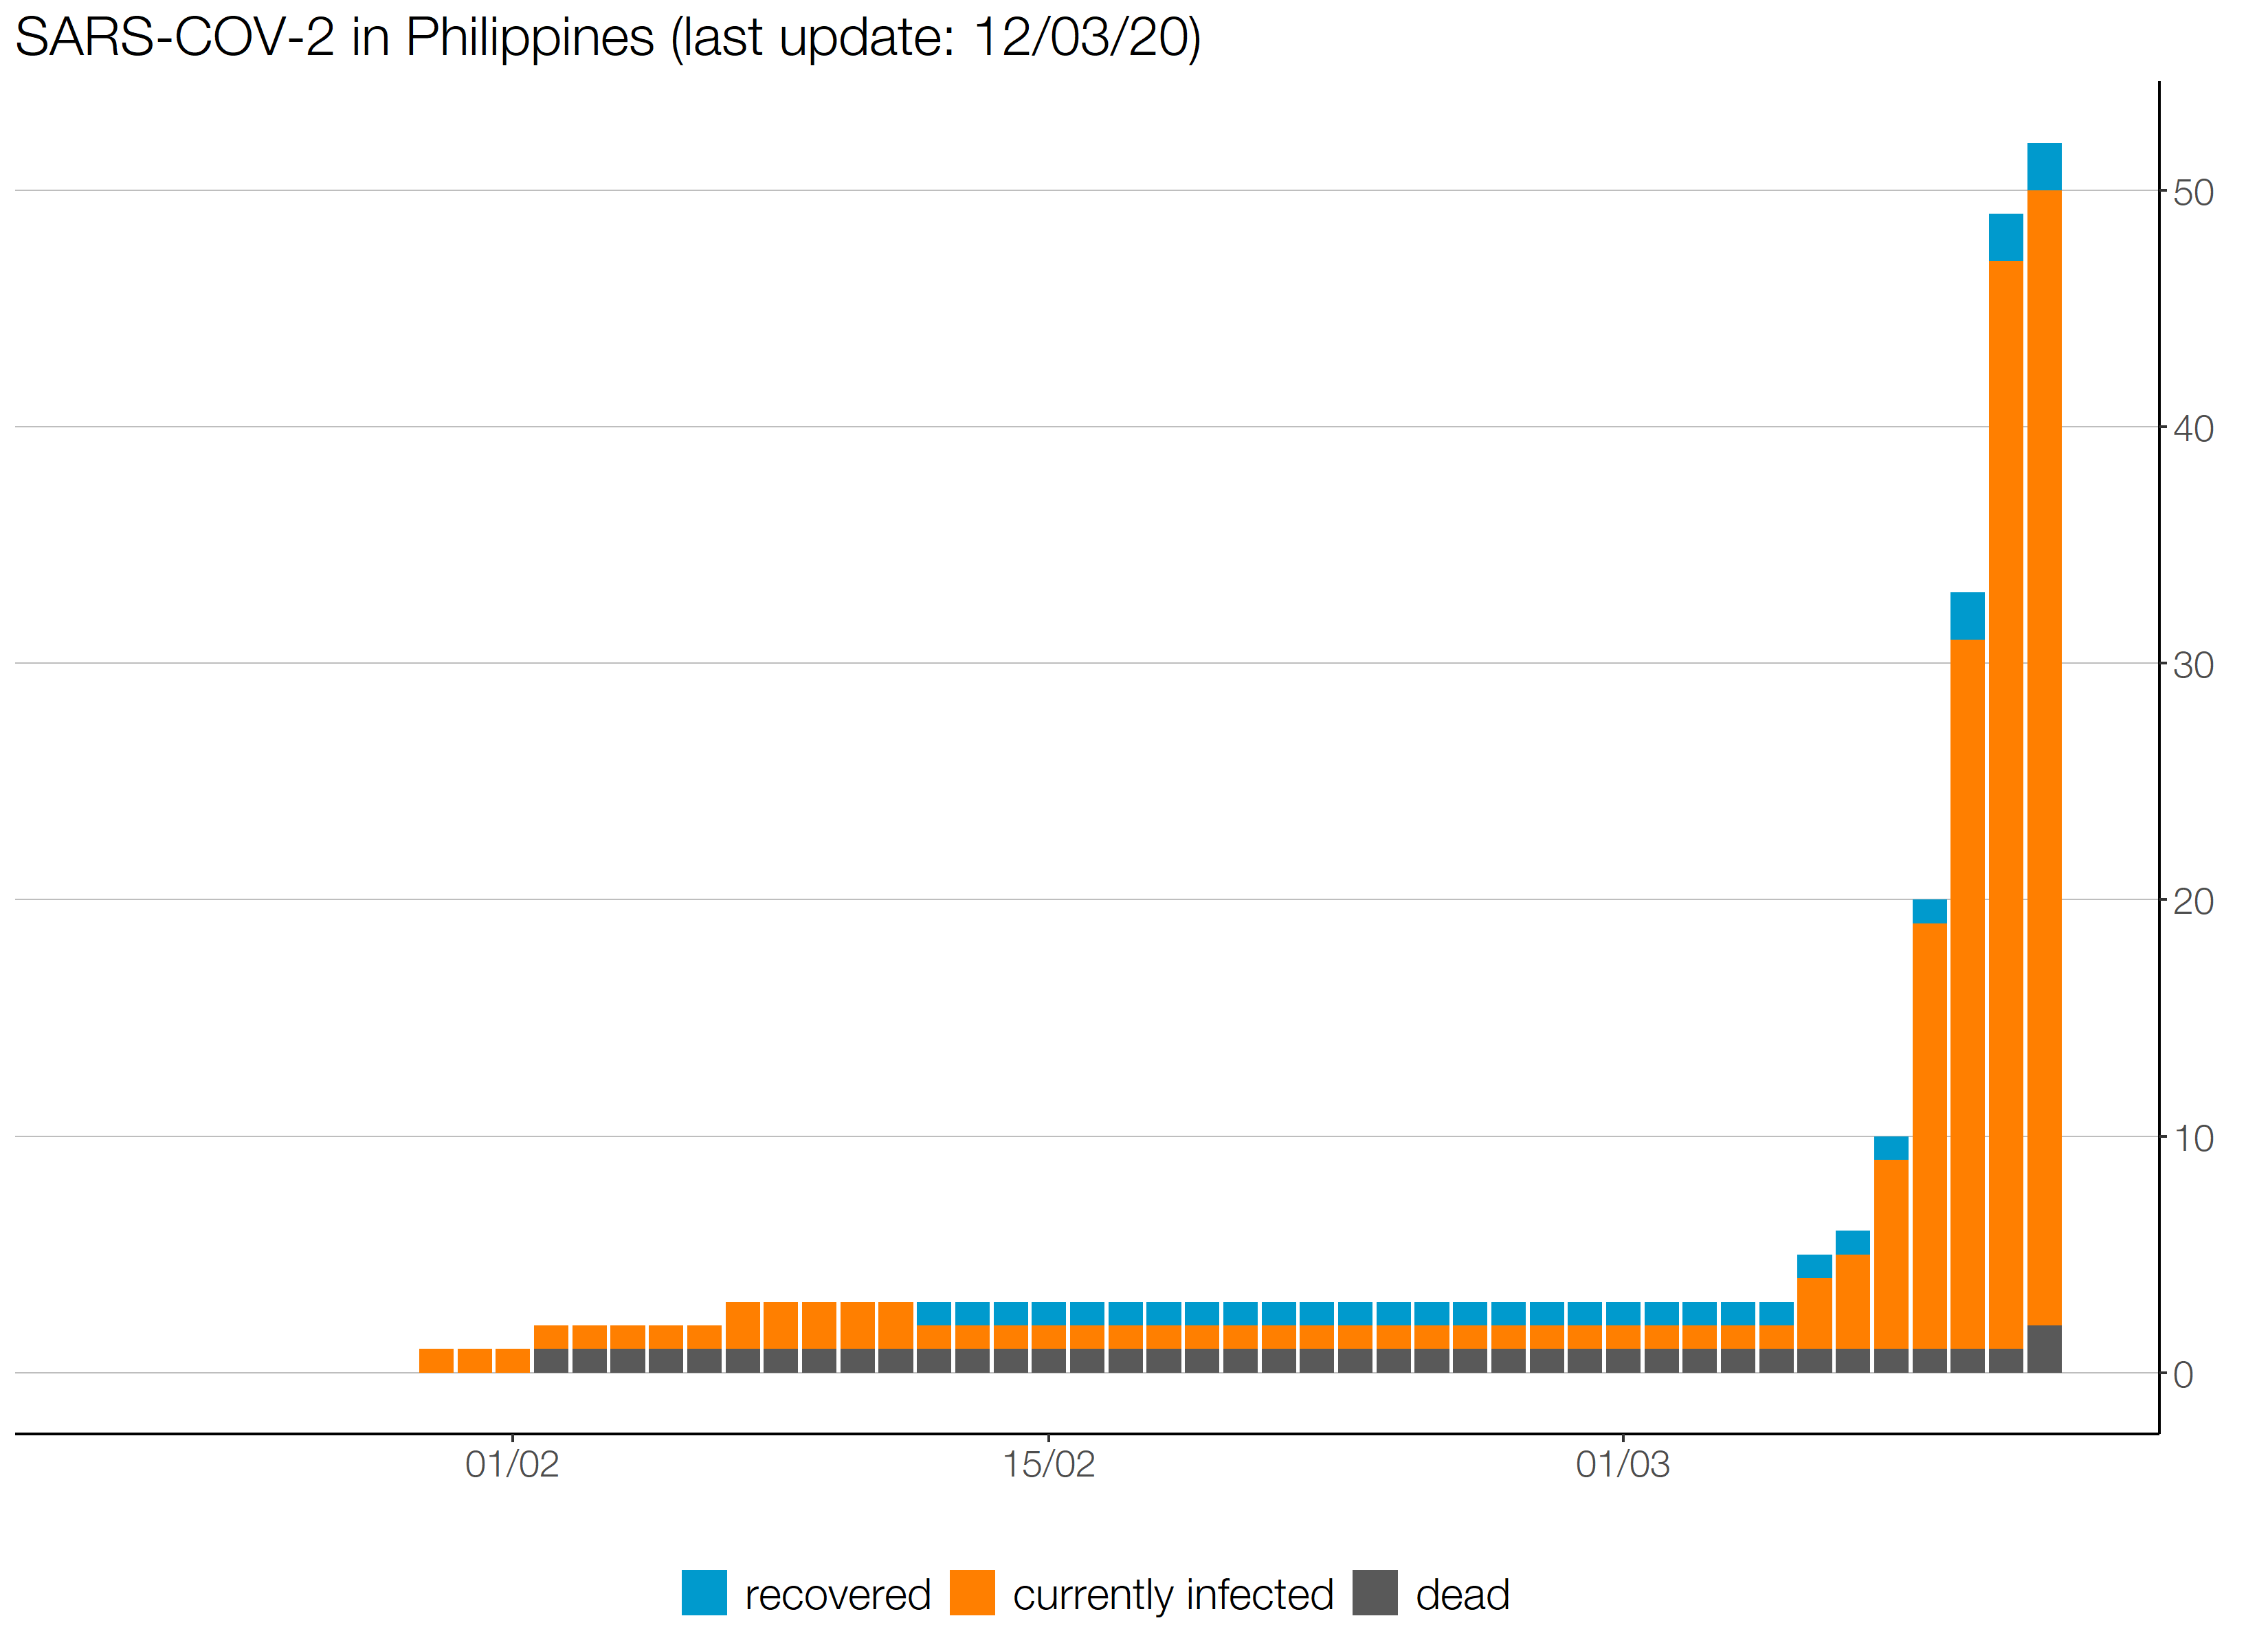 SARS-COV-2 in Philippines (last update: 12/03/20)
50
40
30
20
10
0
01/02 15/02 01/03
recovered currently infected dead